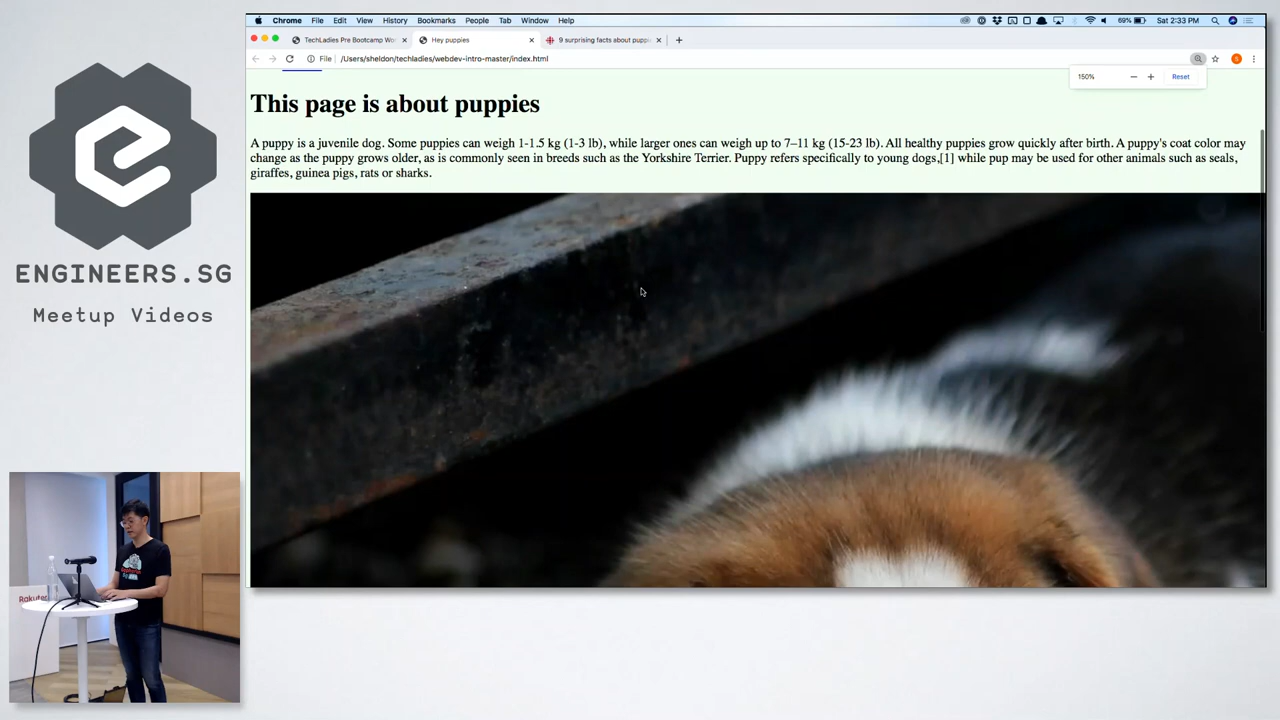 Chrome File Edit View History Bookmarks People Tab Window Help
69% Sat 2:33 PM
TechLadies Pre Bootcamp Wo
Hey puppies
9 surprising facts about pupp
File /Users/sheldon/techladies/webdev-intro-master/index.html
S
150% Reset
This page is about puppies
A puppy is a juvenile dog. Some puppies can weigh 1-1.5 kg (1-3 lb), while larger ones can weigh up to 7–11 kg (15-23 lb). All healthy puppies grow quickly after birth. A puppy's coat color may
change as the puppy grows older, as is commonly seen in breeds such as the Yorkshire Terrier. Puppy refers specifically to young dogs,[1] while pup may be used for other animals such as seals,
giraffes, guinea pigs, rats or sharks.
ENGINEERS.SG
Meetup Videos
Rakuten